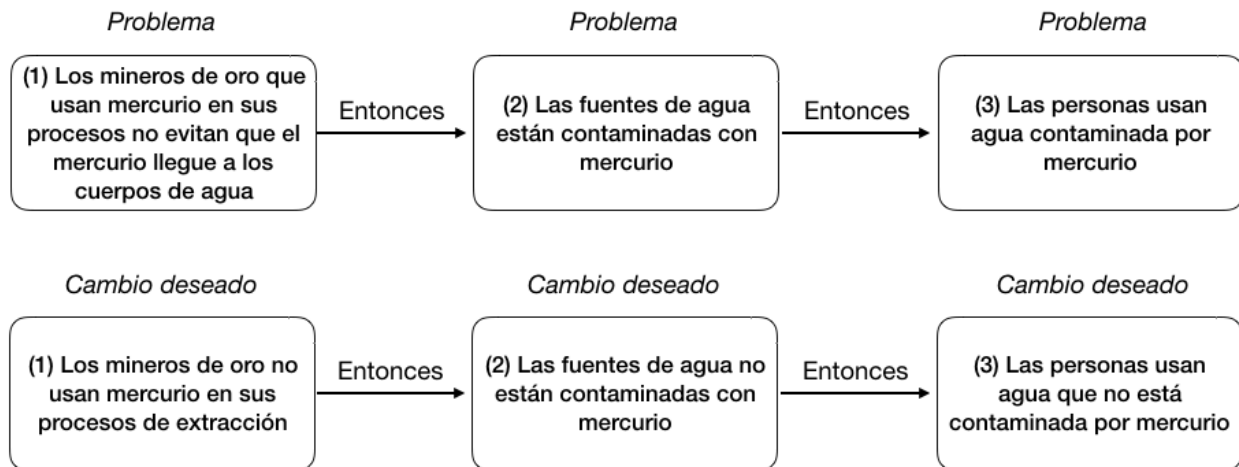 Problema
Problema
Problema
(1) Los mineros de oro que
usan mercurio en sus
procesos no evitan que el
mercurio llegue a los
cuerpos de agua
Entonces
(2) Las fuentes de agua
están contaminadas con
mercurio
Entonces
(3) Las personas usan
agua contaminada por
mercurio
Cambio deseado
Cambio deseado
Cambio deseado
(1) Los mineros de oro no
usan mercurio en sus
procesos de extracción
Entonces
(2) Las fuentes de agua no
están contaminadas con
mercurio
Entonces
(3) Las personas usan
agua que no está
contaminada por mercurio